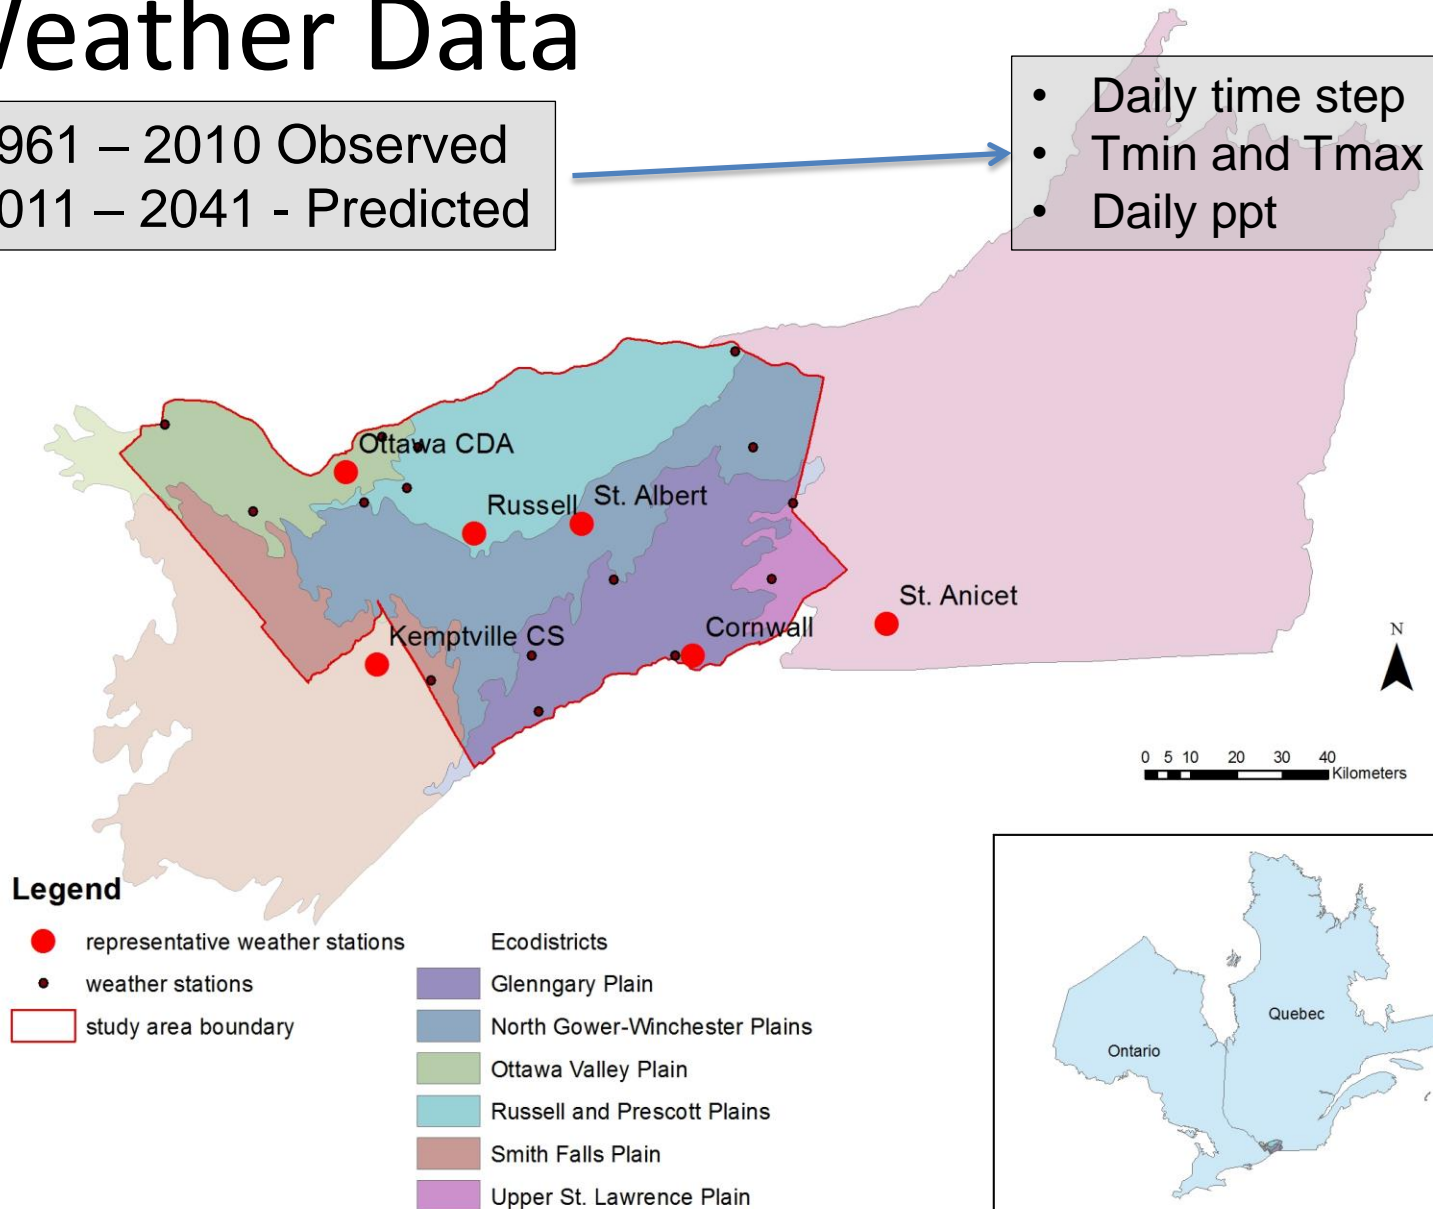 Weather Data
961 – 2010 Observed
011 – 2041 - Predicted
• Daily time step
• Tmin and Tmax
• Daily ppt
Ottawa CDA
Russell
St. Albert
St. Anicet
Kemptville CS
Cornwall
N
0 5 10 20 30 40
Kilometers
Legend
representative weather stations
weather stations
study area boundary
Ecodistricts
Glenngary Plain
North Gower-Winchester Plains
Ottawa Valley Plain
Russell and Prescott Plains
Smith Falls Plain
Upper St. Lawrence Plain
Quebec
Ontario